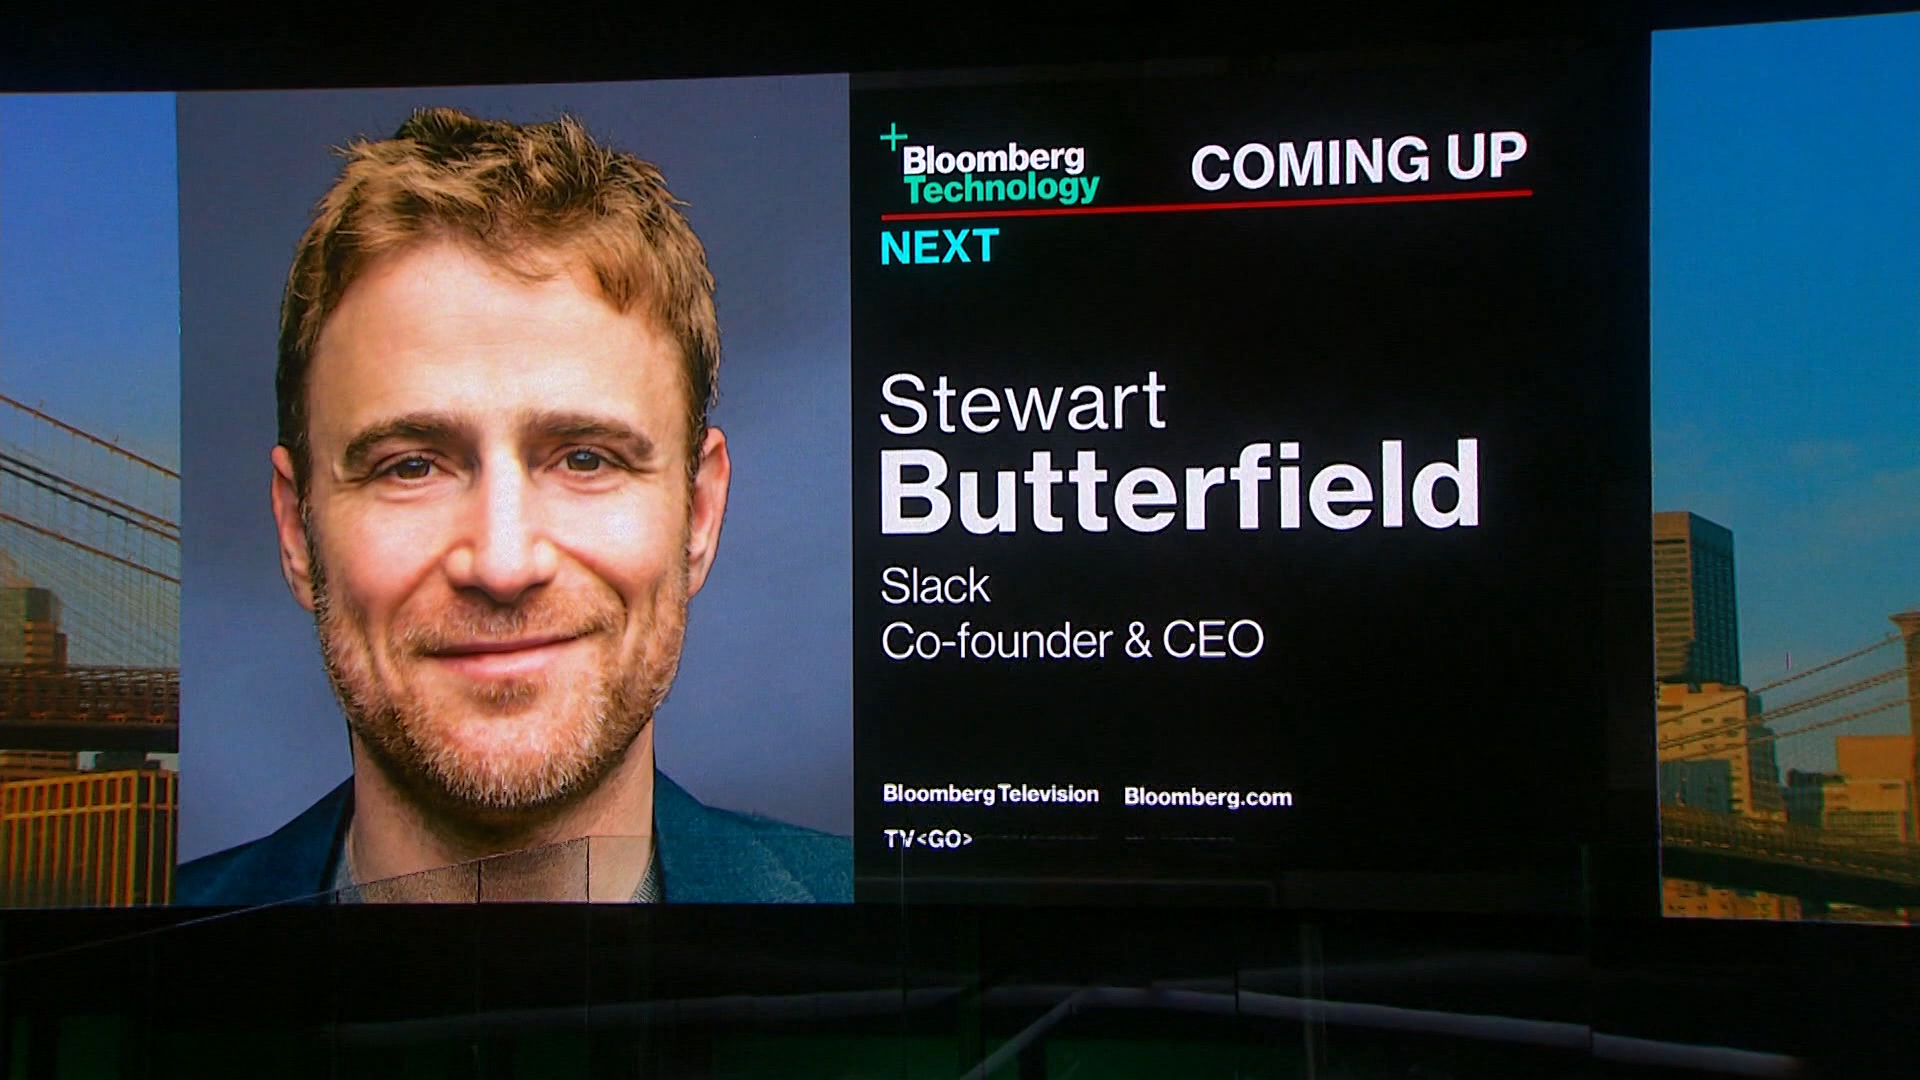 Bloomberg
Technology
COMING UP
NEXT
Stewart
Butterfield
Slack
Co-founder & CEO
Bloomberg Television Bloomberg.com
TV<GO>